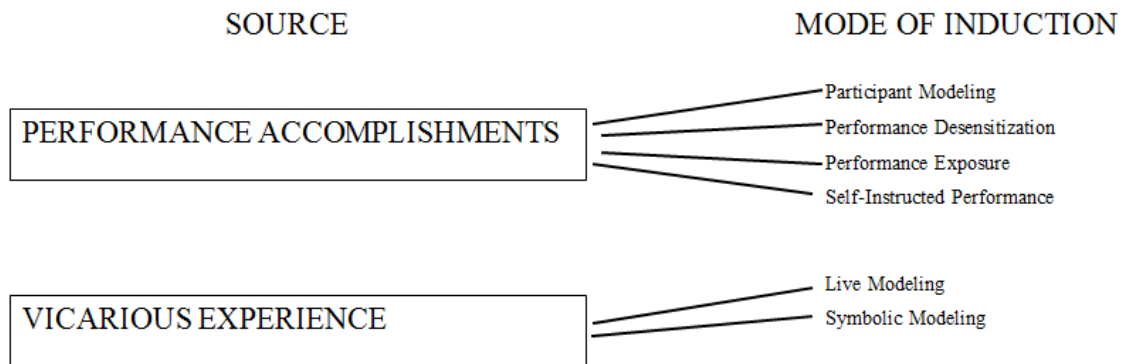 SOURCE MODE OF INDUCTION
PERFORMANCE ACCOMPLISHMENTS
Participant Modeling
Performance Desensitization
Performance Exposure
Self-Instructed Performance
VICARIOUS EXPERIENCE
Live Modeling
Symbolic Modeling